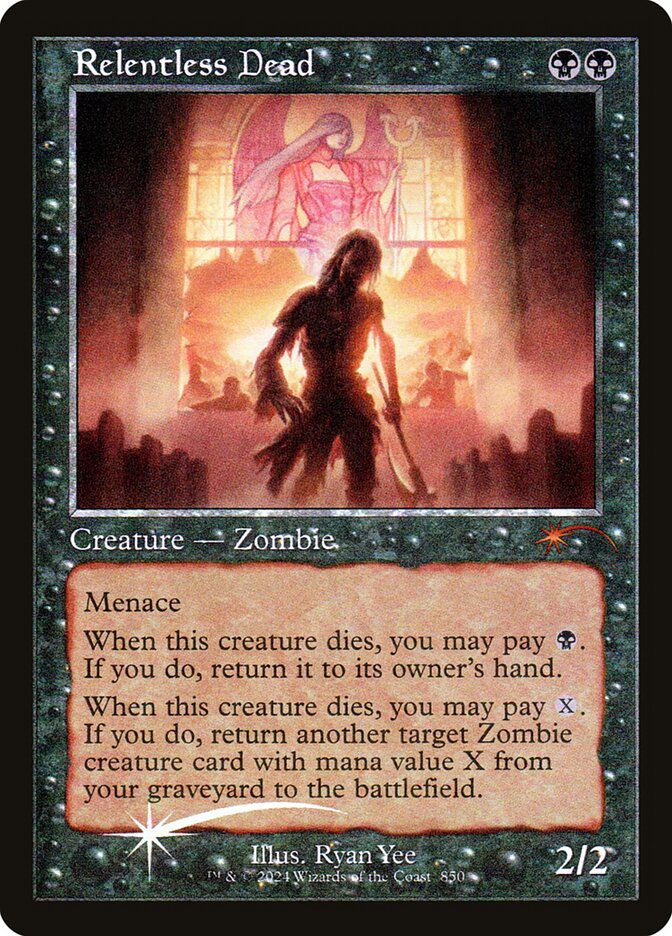 Relentless Dead
Creature — Zombie
Menace
When this creature dies, you may pay .
If you do, return it to its owner's hand.
When this creature dies, you may pay X.
If you do, return another target Zombie
creature card with mana value X from
your graveyard to the battlefield.
Illus. Ryan Yee
™ & © 2024 Wizards of the Coast 850
2/2